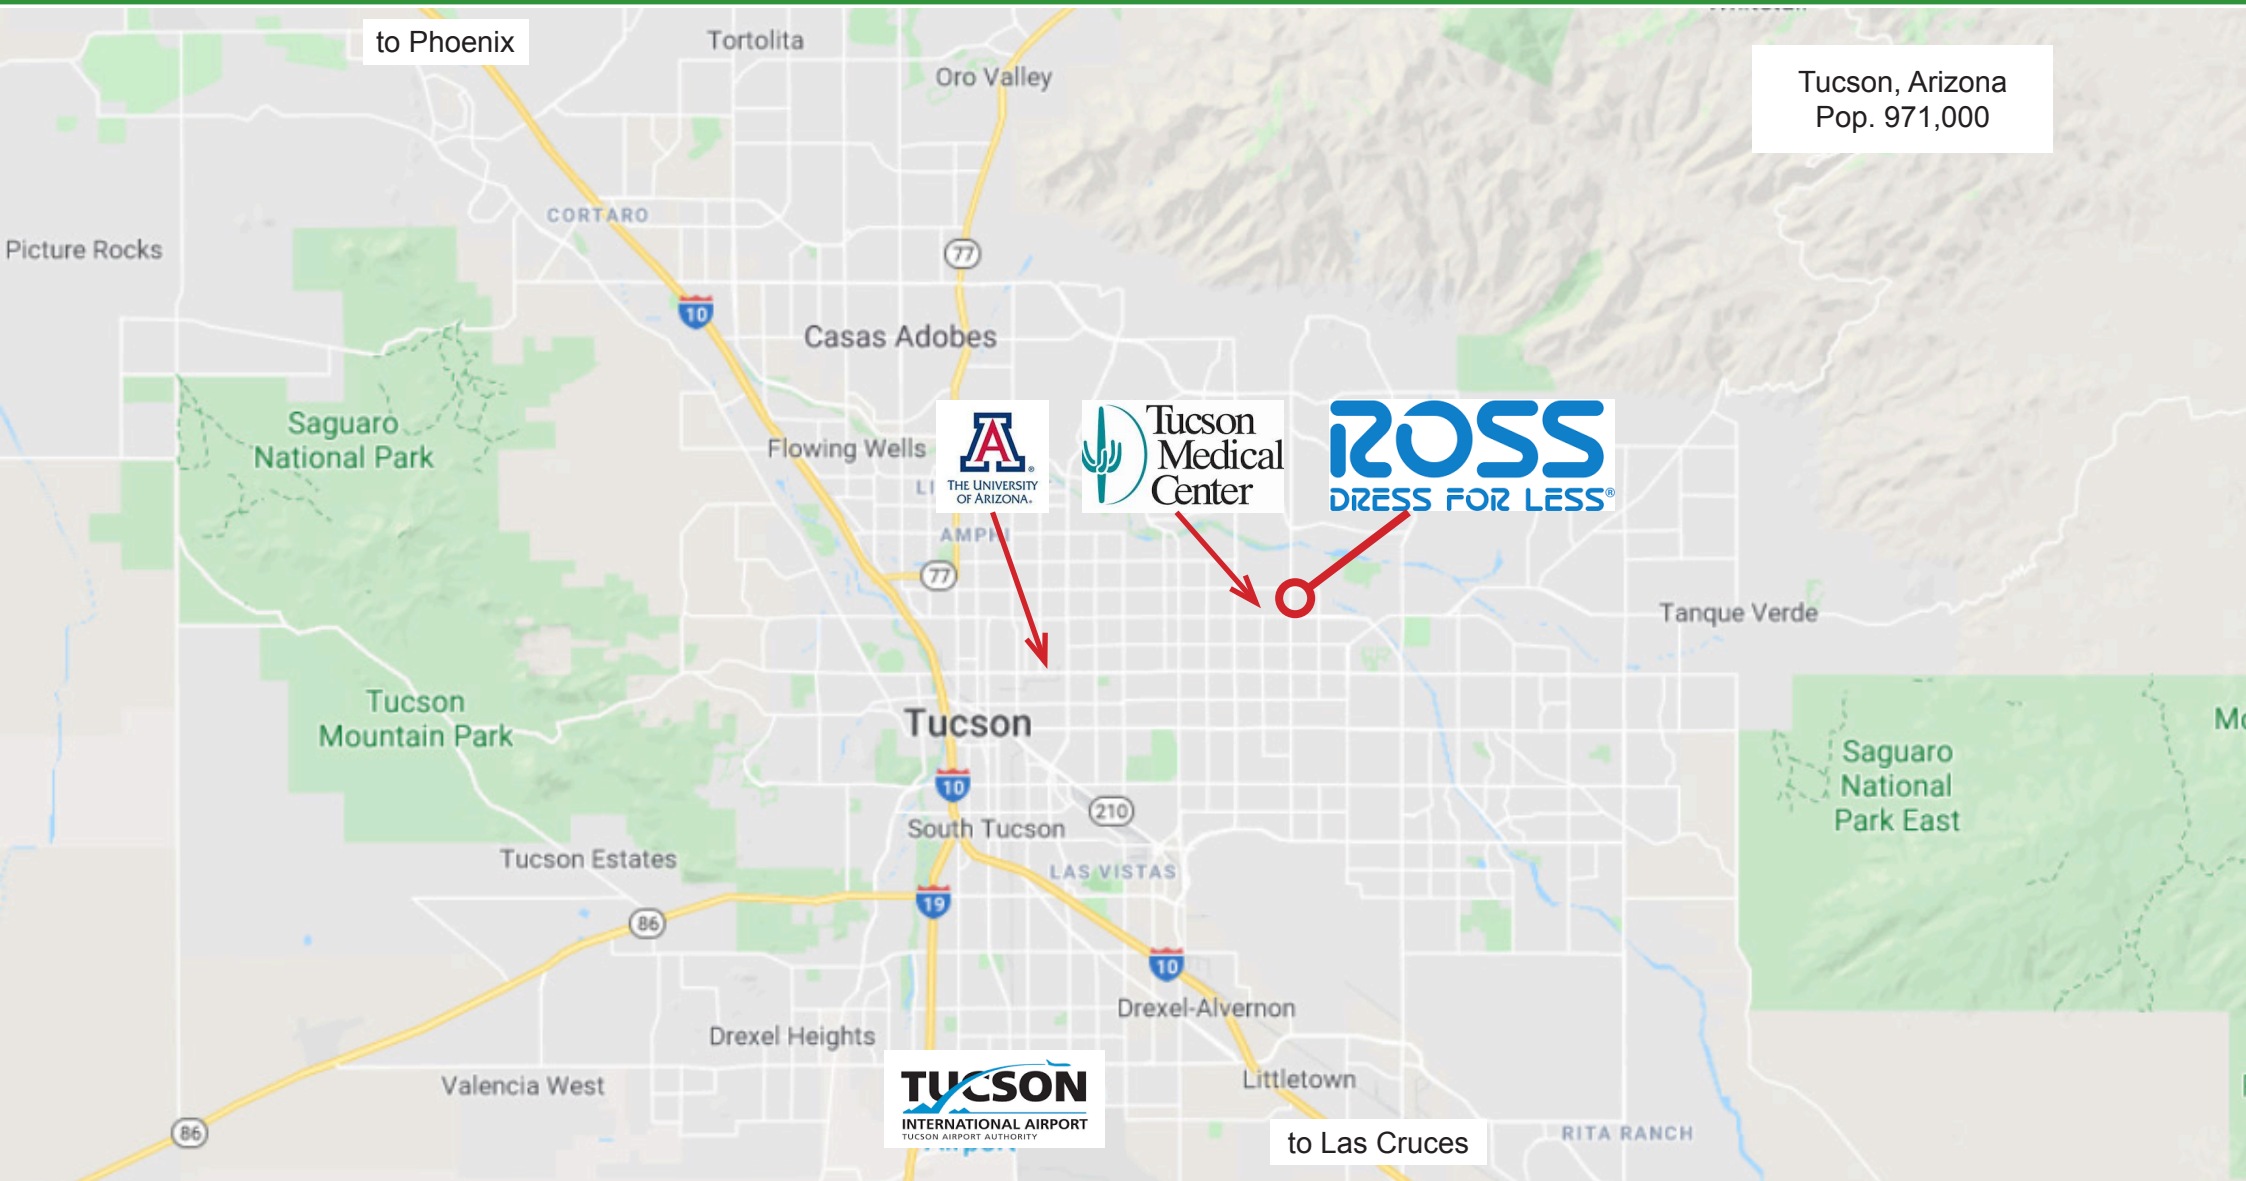 to Phoenix
Tortolita
Oro Valley
Tucson, Arizona
Pop. 971,000
CORTARO
Picture Rocks
77
10
Casas Adobes
Saguaro
National Park
Flowing Wells
A
THE UNIVERSITY
OF ARIZONA®
Tucson
Medical
Center
ROSS
DRESS FOR LESS®
AMPHI
77
Tanque Verde
Tucson
Mountain Park
Tucson
Saguaro
National
Park East
10
210
South Tucson
Tucson Estates
LAS VISTAS
19
86
10
Drexel-Alvernon
Drexel Heights
Valencia West
TUCSON
INTERNATIONAL AIRPORT
TUCSON AIRPORT AUTHORITY
Littletown
86
to Las Cruces
RITA RANCH